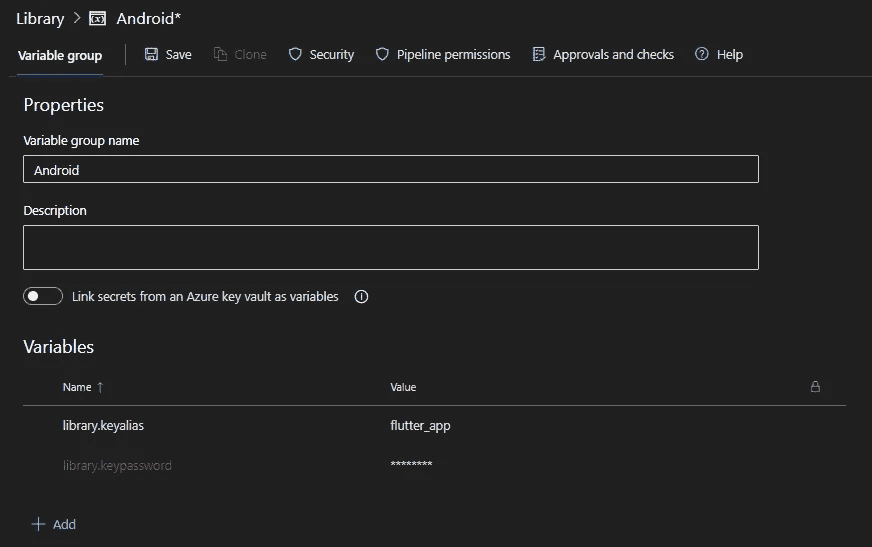 Library > Android*
Variable group Save Clone Security Pipeline permissions Approvals and checks Help
Properties
Variable group name
Android
Description
Link secrets from an Azure key vault as variables
Variables
Name ↑ Value
library.keyalias flutter_app
library.keypassword ********
+ Add